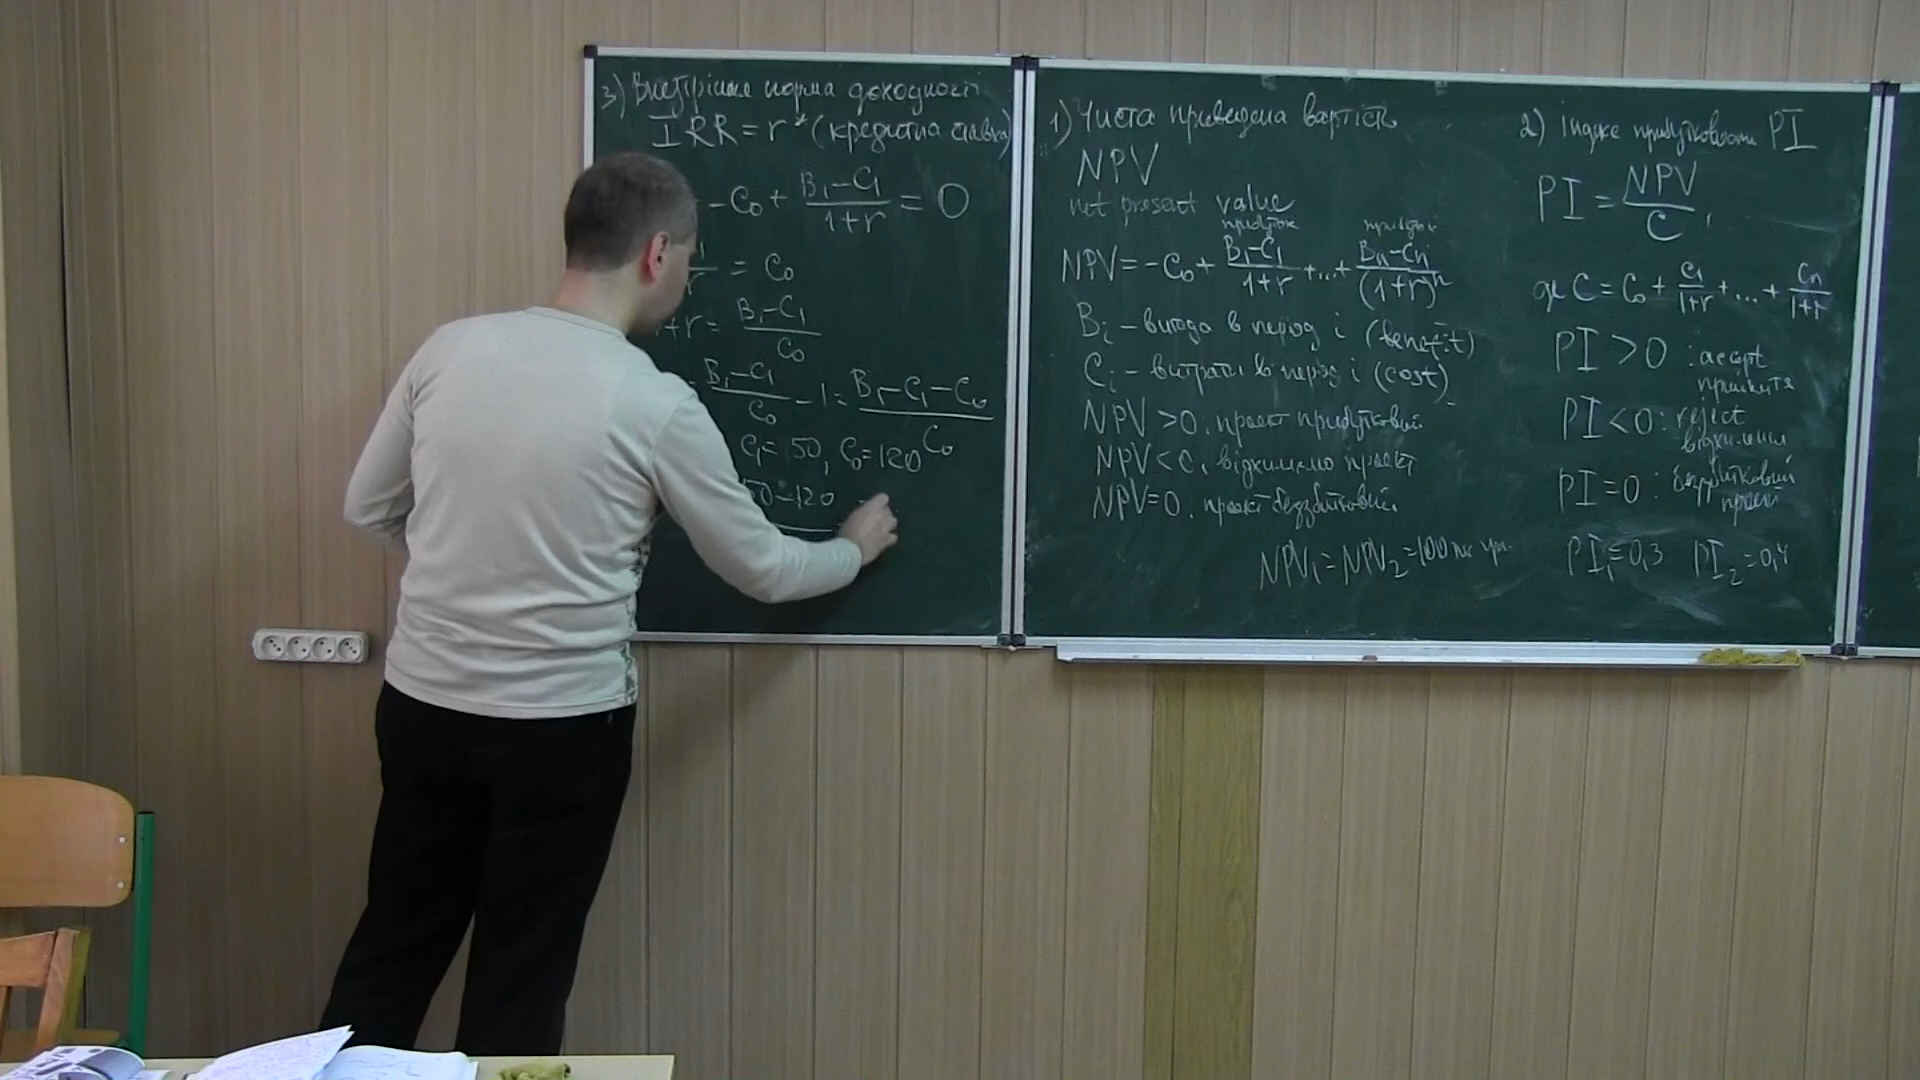 3) Внутрішня норма доходності
IRR = r* (кредитна ставка)
-C₀ + (B₁-C₁)/(1+r) = 0
= C₀
+r = (B₁-C₁)/C₀
(B₁-C₁)/C₀ - 1 = (B₁-C₁-C₀)/C₀
C₁=50, C₀=120
50-120
1) Чиста приведена вартість
NPV
net present value
прибуток прибуток
NPV = -C₀ + (B₁-C₁)/(1+r) +...+ (Bₙ-Cₙ)/(1+r)ⁿ
Bᵢ - вигода в період i (benefit)
Cᵢ - витрати в період i (cost)
NPV > 0: проект прибутковий
NPV < 0, відхиляємо проект
NPV=0, проект беззбитковий.
NPV₁ = NPV₂ = 100 тис грн.
2) індекс прибутковості PI
PI = NPV/C,
де C = C₀ + C₁/(1+r) +...+ Cₙ/(1+r)
PI > 0 : accept
прийняти
PI < 0 : reject
відхилити
PI = 0 : беззбитковий
проект
PI₁=0,3 PI₂=0,4